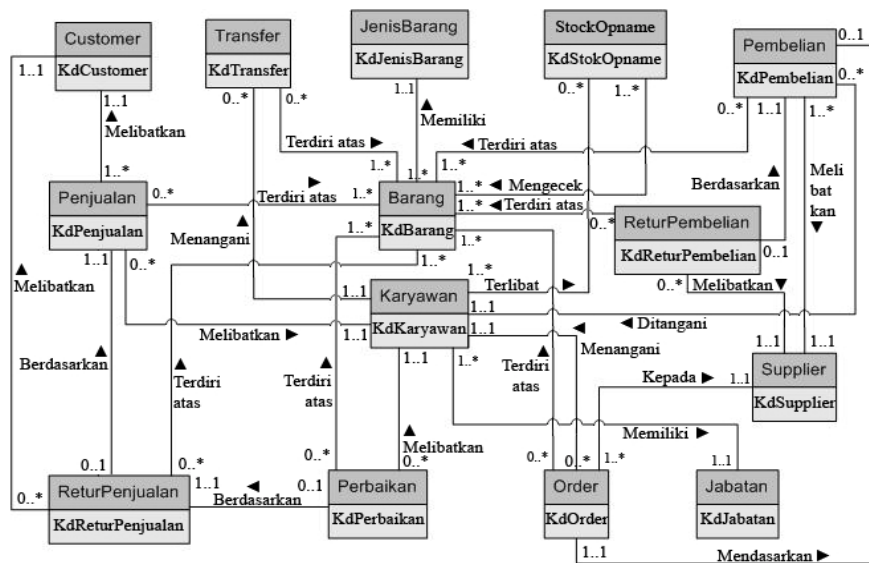 Customer
KdCustomer
Transfer
KdTransfer
JenisBarang
KdJenisBarang
StockOpname
KdStokOpname
Pembelian
KdPembelian
0..1
1..1
1..1
0..*
0..*
1..1
0..*
1..*
0..*
1..1
1..*
0..*
▲ Melibatkan
▲ Memiliki
Terdiri atas ►
◄ Terdiri atas
1..*
1..*
1..*
1..*
Penjualan
KdPenjualan
0..*
Terdiri atas
►
1..*
Barang
KdBarang
1..*
◄ Mengecek
1..*
◄ Terdiri atas
0..*
▲
Berdasarkan
Meli
bat
kan
▼
ReturPembelian
KdReturPembelian
0..1
0..*
1..*
1..*
1..*
▲
Menangani
1..1
0..*
▲
Melibatkan
Karyawan
KdKaryawan
1..*
Terlibat ►
1..1
1..1
Melibatkan ►
1..1
1..1
1..1
1..*
◄ Ditangani
◄
Menangani
Melibatkan ▼
1..1
1..1
▲
Berdasarkan
▲
Terdiri
atas
▲
Terdiri
atas
▲
Terdiri
atas
Kepada ►
1..1
Supplier
KdSupplier
▲
Melibatkan
Memiliki ►
0..1
0..*
0..*
0..*
0..*
0..*
1..*
1..1
0..*
ReturPenjualan
KdReturPenjualan
1..1
◄
Berdasarkan
0..1
Perbaikan
KdPerbaikan
Order
KdOrder
Jabatan
KdJabatan
1..1
Mendasarkan ►